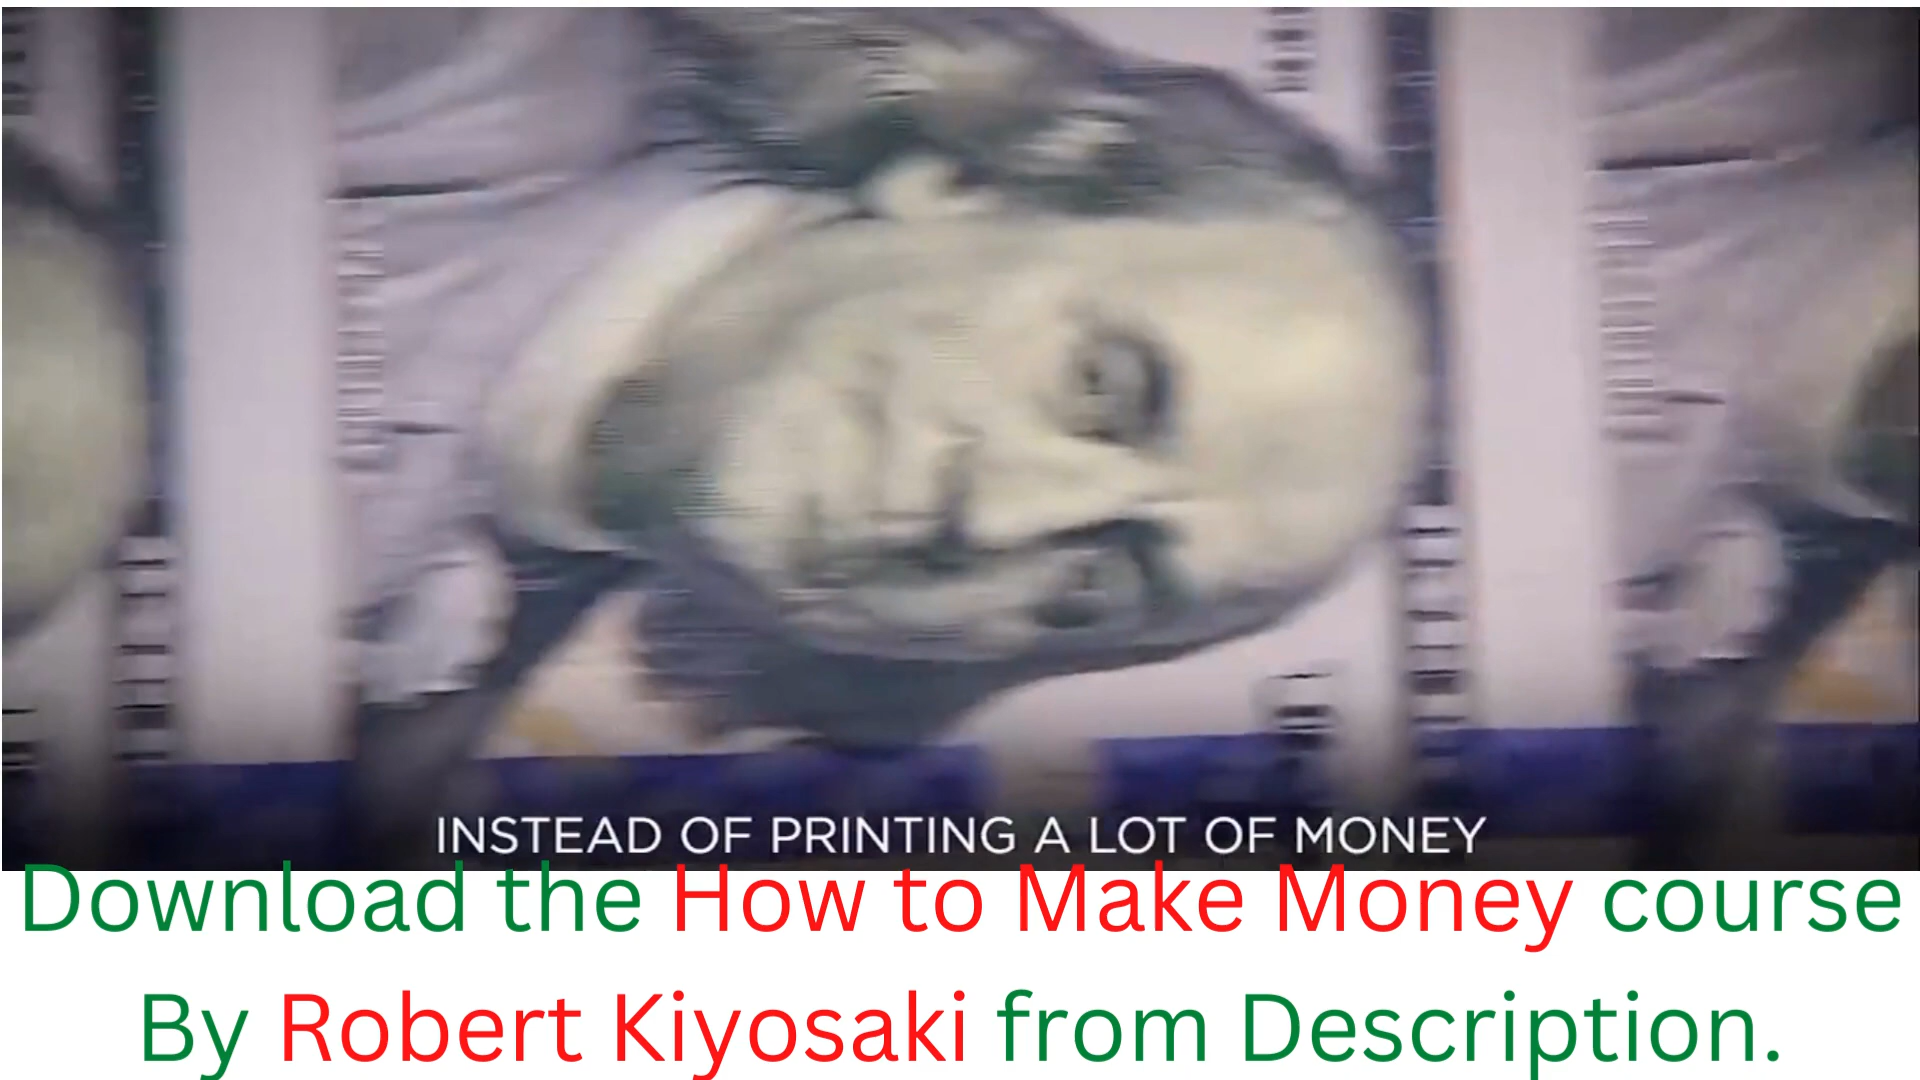 INSTEAD OF PRINTING A LOT OF MONEY
Download the How to Make Money course
By Robert Kiyosaki from Description.